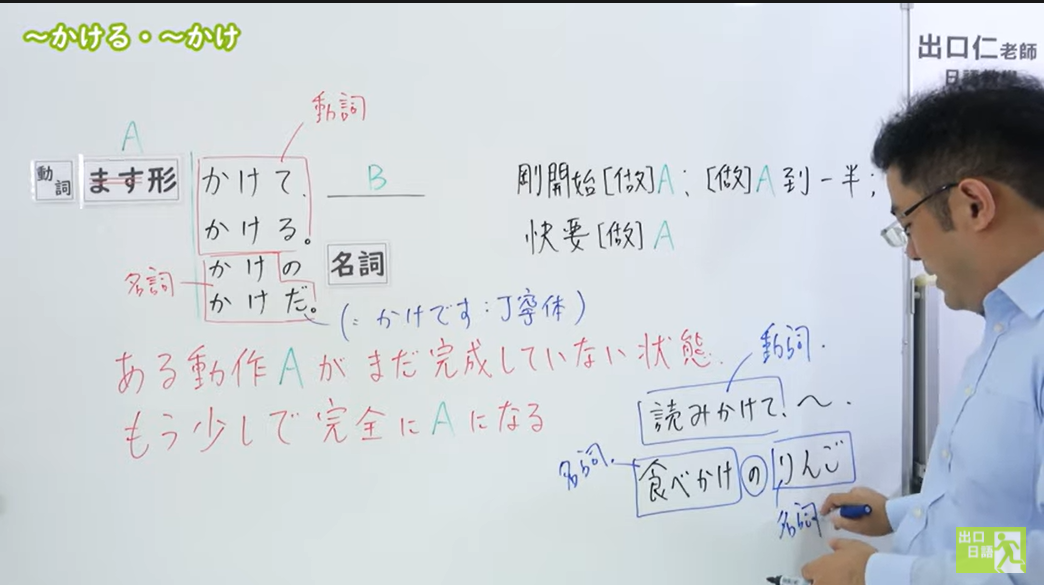 ～かける・～かけ
出口仁老師
動詞
A
動詞
ます形
かけて、
B
かける。
剛開始[做]A；[做]A到一半；
快要[做]A
名詞
かけの
名詞
かけだ。
(= かけです：丁寧体)
ある動作Aがまだ完成していない状態.
もう少しで完全にAになる
動詞.
読みかけて、～.
名詞.
食べかけのりんご
名詞
出口
日語